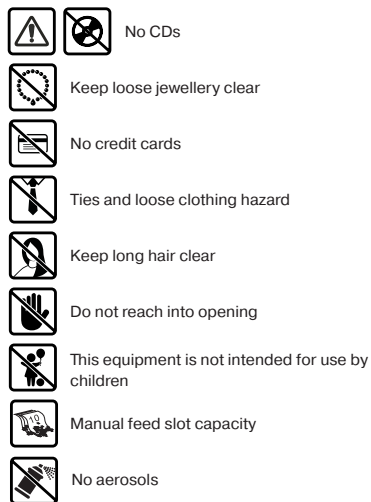 No CDs
Keep loose jewellery clear
No credit cards
Ties and loose clothing hazard
Keep long hair clear
Do not reach into opening
This equipment is not intended for use by
children
10
Manual feed slot capacity
No aerosols